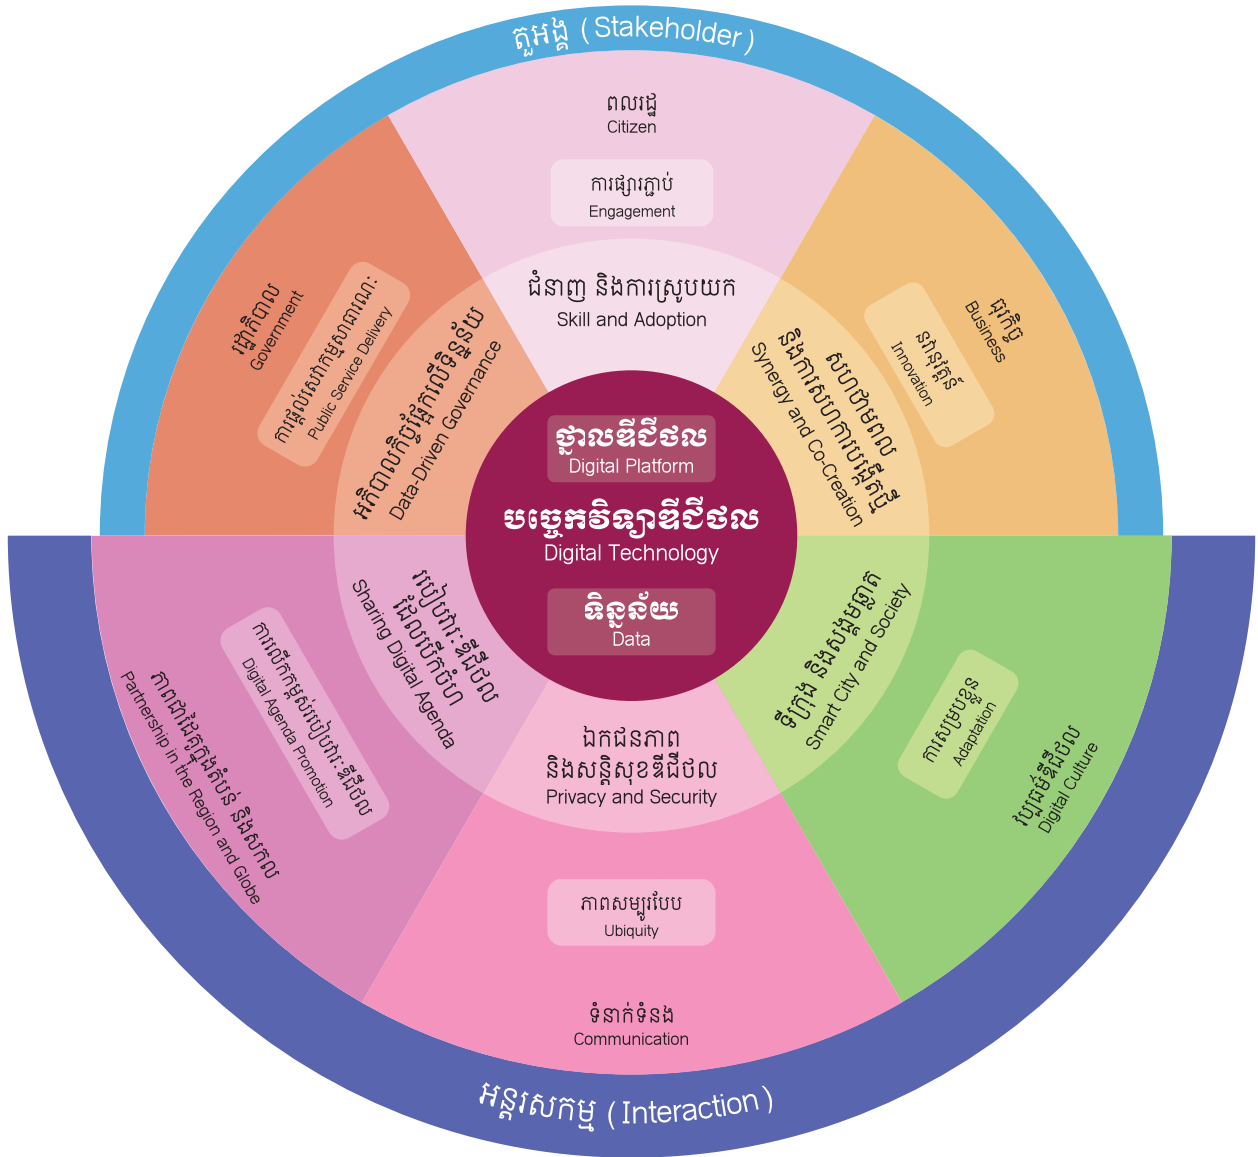 តួអង្គ (Stakeholder)
ពលរដ្ឋ
Citizen
ការផ្សារភ្ជាប់
Engagement
ជំនាញ និងការស្រូបយក
Skill and Adoption
រដ្ឋាភិបាល
Government
ការផ្តល់សេវាកម្មសាធារណៈ
Public Service Delivery
អភិបាលកិច្ចផ្អែកលើទិន្នន័យ
Data-Driven Governance
ធុរកិច្ច
Business
នវានុវត្តន៍
Innovation
សហថាមពល
និងការសហការបង្កើតថ្មី
Synergy and Co-Creation
ថ្នាលឌីជីថល
Digital Platform
បច្ចេកវិទ្យាឌីជីថល
Digital Technology
ទិន្នន័យ
Data
របៀបវារៈឌីជីថល
ដែលបើកចំហ
Sharing Digital Agenda
ការលើកកម្ពស់របៀបវារៈឌីជីថល
Digital Agenda Promotion
ភាពជាដៃគូក្នុងតំបន់ និងសកល
Partnership in the Region and Globe
ឯកជនភាព
និងសន្តិសុខឌីជីថល
Privacy and Security
ភាពសម្បូរបែប
Ubiquity
ទំនាក់ទំនង
Communication
ទីក្រុង និងសង្គមឆ្លាត
Smart City and Society
ការសម្របខ្លួន
Adaptation
វប្បធម៌ឌីជីថល
Digital Culture
អន្តរសកម្ម (Interaction)